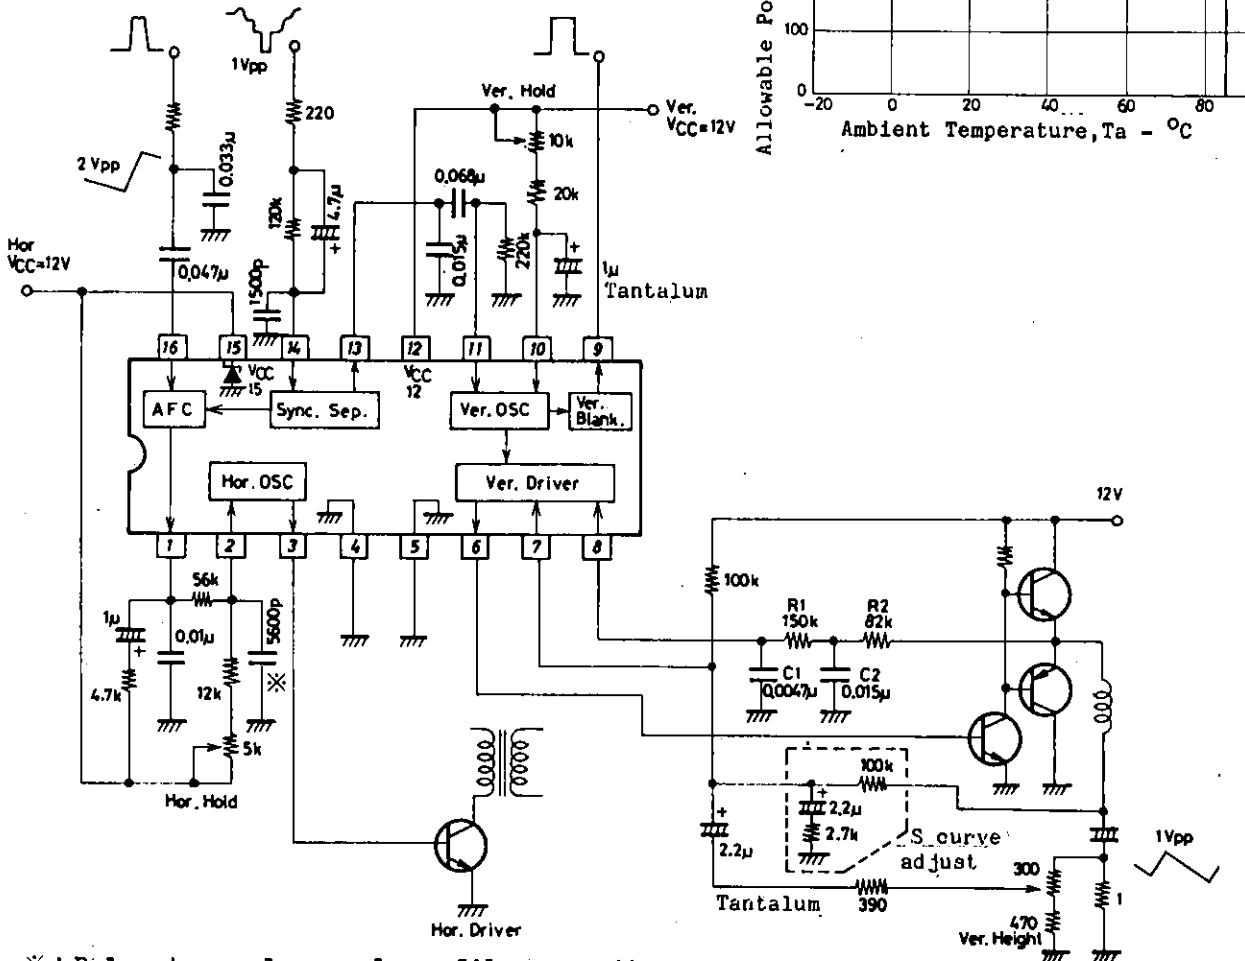 Allowable Po
100
0
-20
0
20
40
60
80
Ambient Temperature,Ta - °C
1Vpp
220
Ver. Hold
Ver.
VCC=12V
10k
2 Vpp
0.033μ
120k
4.7μ
0.068μ
20k
0.015μ
220k
1μ
Tantalum
Hor
VCC=12V
0.047μ
1500p
16
15
14
13
12
11
10
9
VCC
15
VCC
12
AFC
Sync. Sep.
Ver. OSC
Ver.
Blank.
Hor. OSC
Ver. Driver
1
2
3
4
5
6
7
8
12V
56k
1μ
0.01μ
5600p
※
4.7k
12k
5k
Hor. Hold
100k
R1
150k
R2
82k
C1
0.0047μ
C2
0.015μ
100k
2.2μ
2.7k
S curve
adjust
2.2μ
Tantalum
390
300
470
Ver. Height
1
1Vpp
Hor. Driver